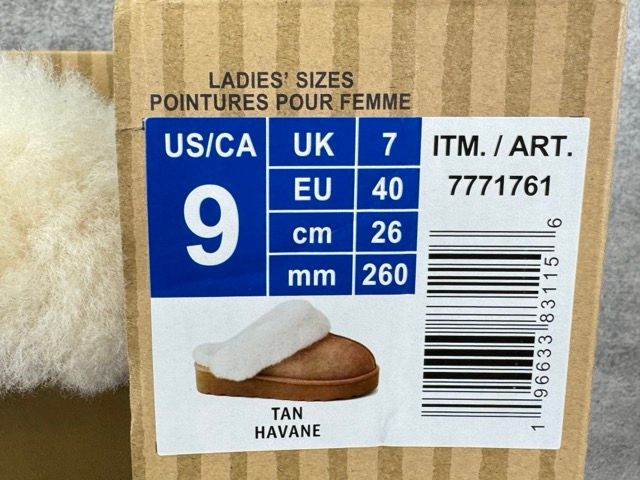 LADIES' SIZES
POINTURES POUR FEMME
US/CA
9
UK 7
EU 40
cm 26
mm 260
ITM. / ART.
7771761
1 96633 83115 6
TAN
HAVANE